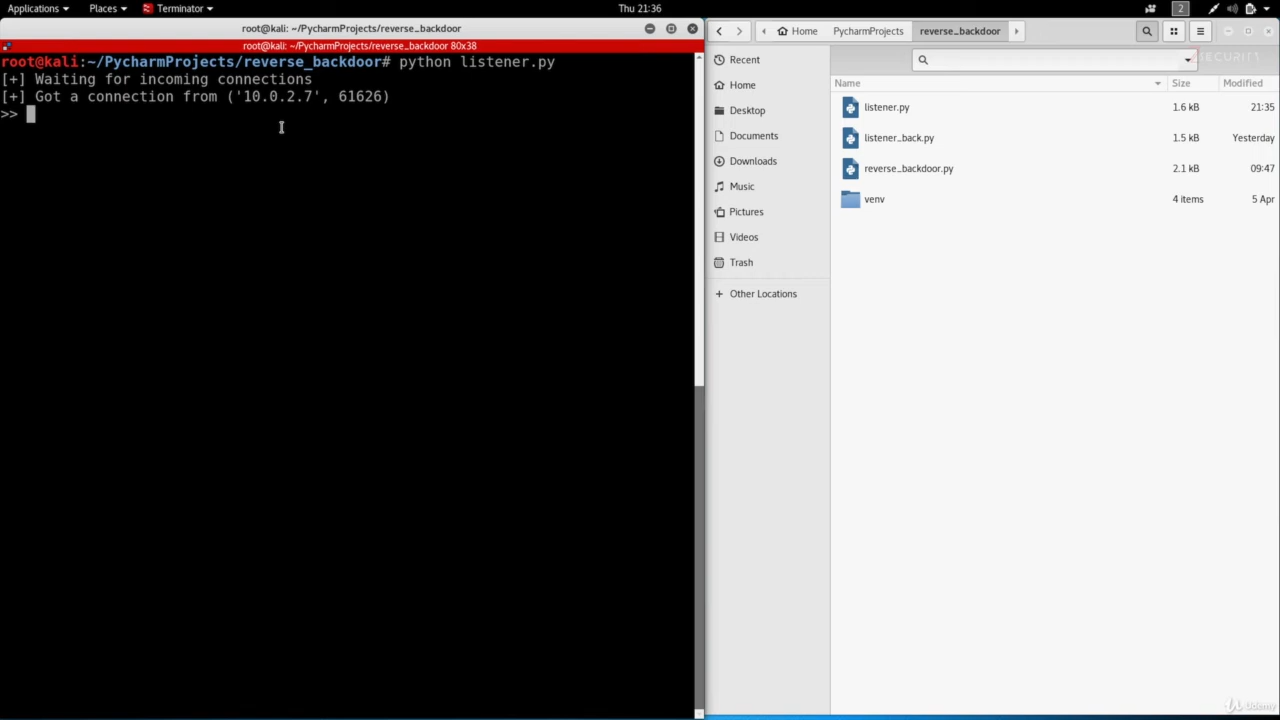 Applications Places Terminator Thu 21:36 2
root@kali: ~/PycharmProjects/reverse_backdoor
root@kali: ~/PycharmProjects/reverse_backdoor 80x38
root@kali:~/PycharmProjects/reverse_backdoor# python listener.py
[+] Waiting for incoming connections
[+] Got a connection from ('10.0.2.7', 61626)
>>
Home PycharmProjects reverse_backdoor
Recent
Home
Desktop
Documents
Downloads
Music
Pictures
Videos
Trash
+ Other Locations
Name Size Modified
listener.py 1.6 kB 21:35
listener_back.py 1.5 kB Yesterday
reverse_backdoor.py 2.1 kB 09:47
venv 4 items 5 Apr
Udemy